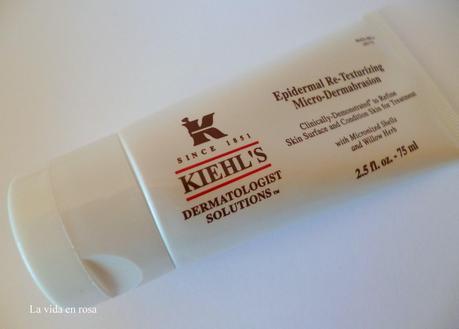 K
SINCE 1851
KIEHL'S
DERMATOLOGIST
SOLUTIONS™
Epidermal Re-Texturizing
Micro-Dermabrasion
Clinically-Demonstrated to Refine
Skin Surface and Condition Skin for Treatment
with Micronized Shells
and Willow Herb
2.5 fl. oz. - 75 ml
La vida en rosa